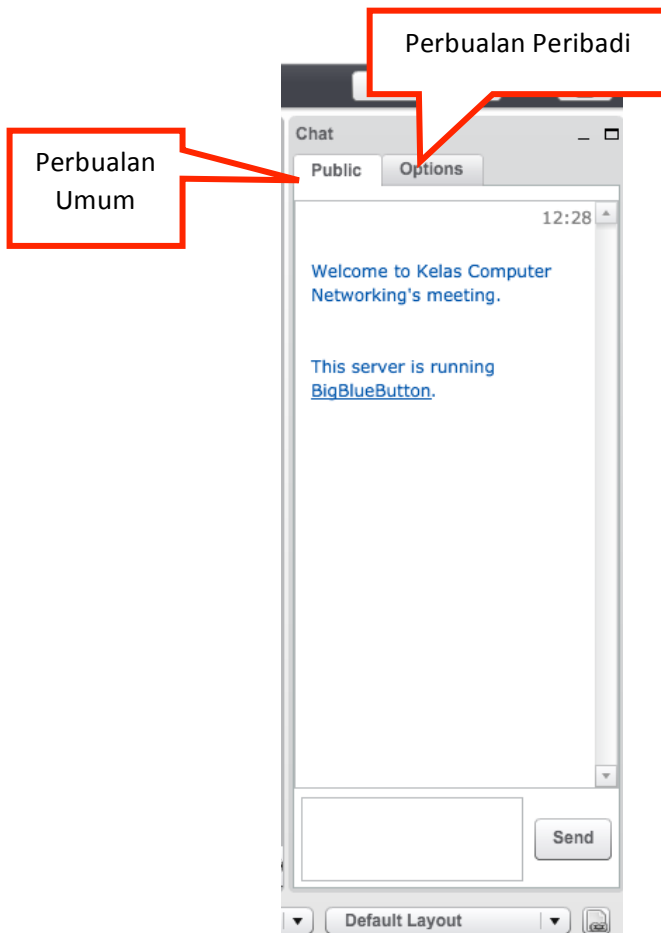 Perbualan Peribadi
Perbualan
Umum
Chat
Public
Options
12:28
Welcome to Kelas Computer
Networking's meeting.
This server is running
BigBlueButton.
Send
Default Layout